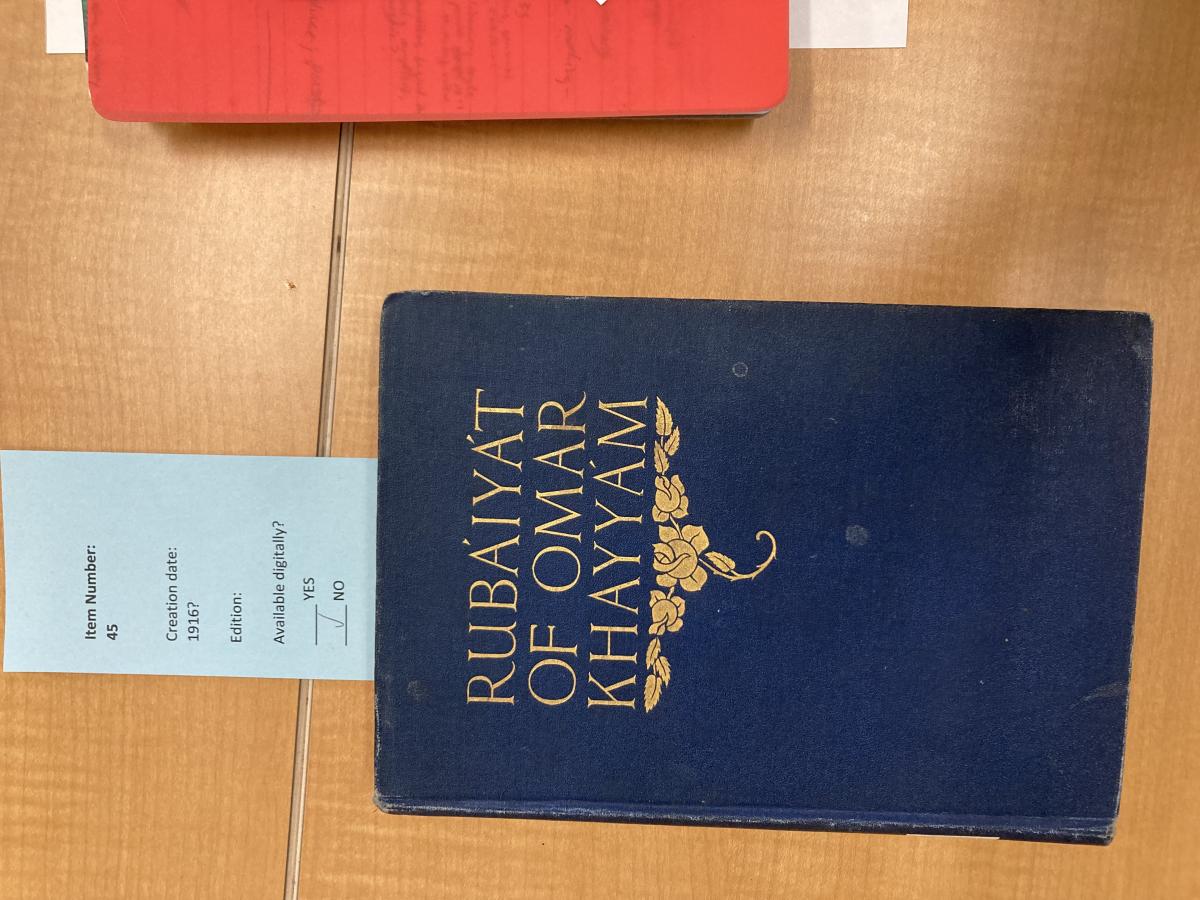 Item Number:
45
Creation date:
1916?
Edition:
Available digitally?
✓ YES
NO
RUBÁIYÁT
OF OMAR
KHAYYÁM